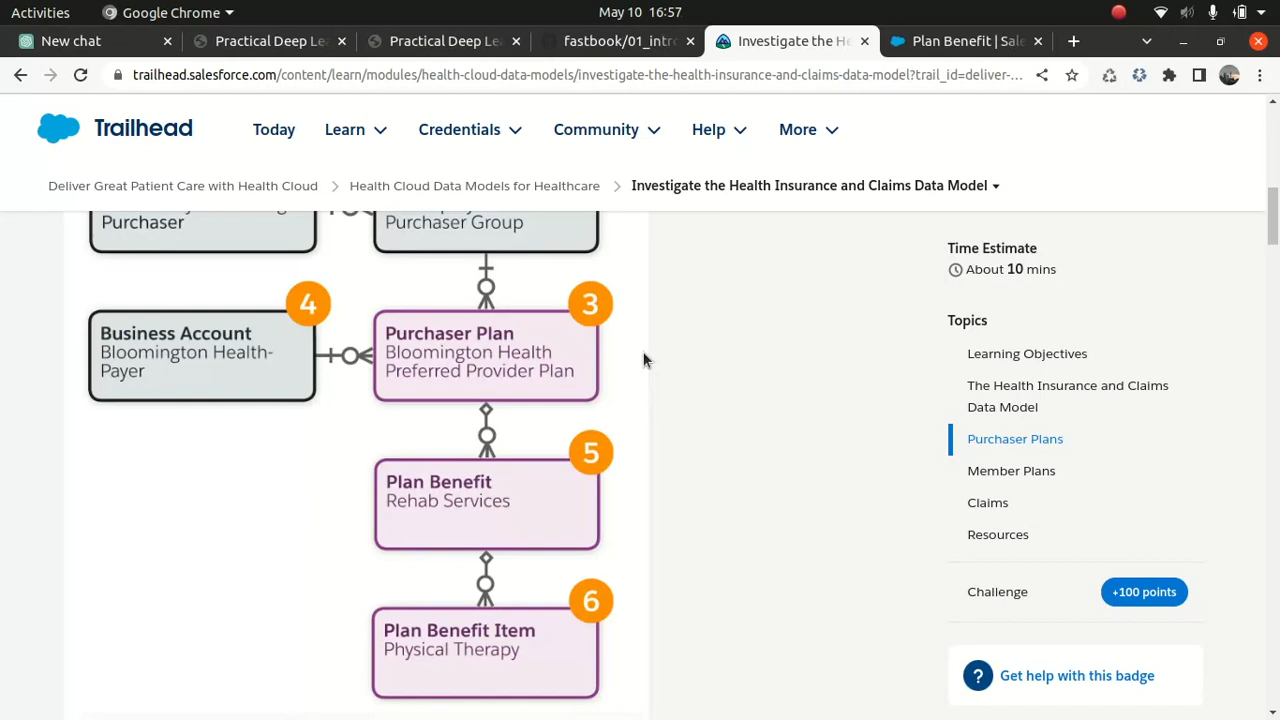 Activities
Google Chrome
May 10 16:57
New chat
Practical Deep Le
Practical Deep Le
fastbook/01_intr
Investigate the H
Plan Benefit | Sal
trailhead.salesforce.com/content/learn/modules/health-cloud-data-models/investigate-the-health-insurance-and-claims-data-model?trail_id=deliver-...
Trailhead
Today
Learn
Credentials
Community
Help
More
Deliver Great Patient Care with Health Cloud
Health Cloud Data Models for Healthcare
Investigate the Health Insurance and Claims Data Model
Purchaser
Purchaser Group
4
Business Account
Bloomington Health-
Payer
3
Purchaser Plan
Bloomington Health
Preferred Provider Plan
5
Plan Benefit
Rehab Services
6
Plan Benefit Item
Physical Therapy
Time Estimate
About 10 mins
Topics
Learning Objectives
The Health Insurance and Claims
Data Model
Purchaser Plans
Member Plans
Claims
Resources
Challenge
+100 points
? Get help with this badge